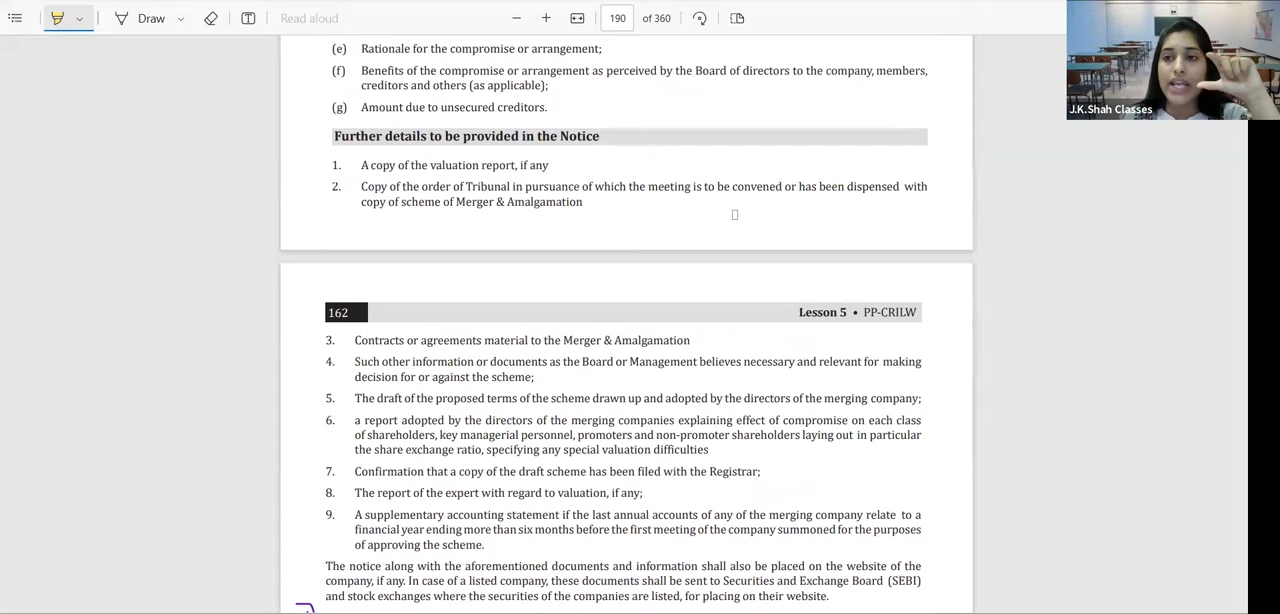 Draw
Read aloud
190 of 360
J.K.Shah Classes
(e) Rationale for the compromise or arrangement;
(f) Benefits of the compromise or arrangement as perceived by the Board of directors to the company, members,
creditors and others (as applicable);
(g) Amount due to unsecured creditors.
Further details to be provided in the Notice
1. A copy of the valuation report, if any
2. Copy of the order of Tribunal in pursuance of which the meeting is to be convened or has been dispensed with
copy of scheme of Merger & Amalgamation
162 Lesson 5 • PP-CRILW
3. Contracts or agreements material to the Merger & Amalgamation
4. Such other information or documents as the Board or Management believes necessary and relevant for making
decision for or against the scheme;
5. The draft of the proposed terms of the scheme drawn up and adopted by the directors of the merging company;
6. a report adopted by the directors of the merging companies explaining effect of compromise on each class
of shareholders, key managerial personnel, promoters and non-promoter shareholders laying out in particular
the share exchange ratio, specifying any special valuation difficulties
7. Confirmation that a copy of the draft scheme has been filed with the Registrar;
8. The report of the expert with regard to valuation, if any;
9. A supplementary accounting statement if the last annual accounts of any of the merging company relate to a
financial year ending more than six months before the first meeting of the company summoned for the purposes
of approving the scheme.
The notice along with the aforementioned documents and information shall also be placed on the website of the
company, if any. In case of a listed company, these documents shall be sent to Securities and Exchange Board (SEBI)
and stock exchanges where the securities of the companies are listed, for placing on their website.